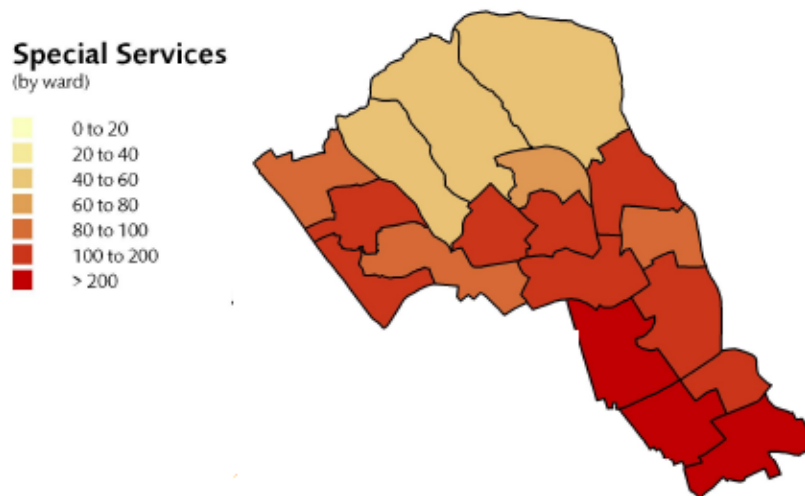 Special Services
(by ward)
0 to 20
20 to 40
40 to 60
60 to 80
80 to 100
100 to 200
> 200